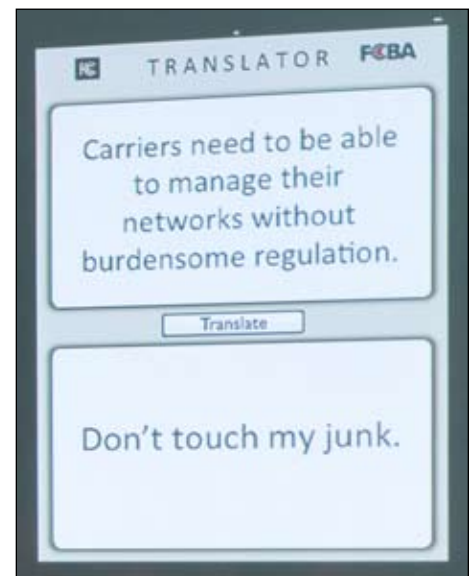 FC TRANSLATOR FCBA
Carriers need to be able
to manage their
networks without
burdensome regulation.
Translate
Don't touch my junk.